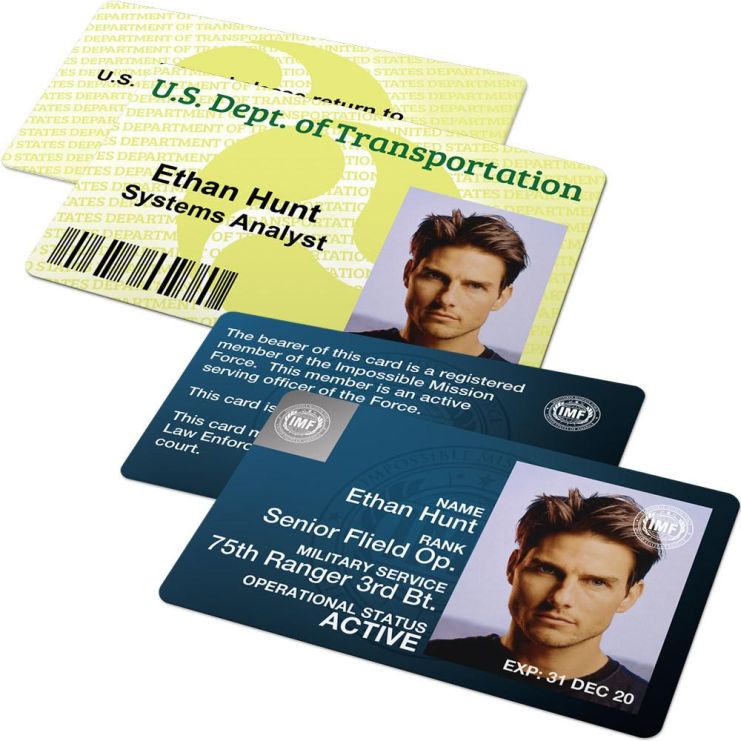 U.S.
return to
U.S. Dept. of Transportation
Ethan Hunt
Systems Analyst
The bearer of this card is a registered
member of the Impossible Mission
Force. This member is an active
serving officer of the Force.
This card is
This card
Law
court.
IMF
IMF
NAME
Ethan Hunt
RANK
Senior Flield Op.
MILITARY SERVICE
75th Ranger 3rd Bt.
OPERATIONAL STATUS
ACTIVE
IMF
EXP: 31 DEC 20